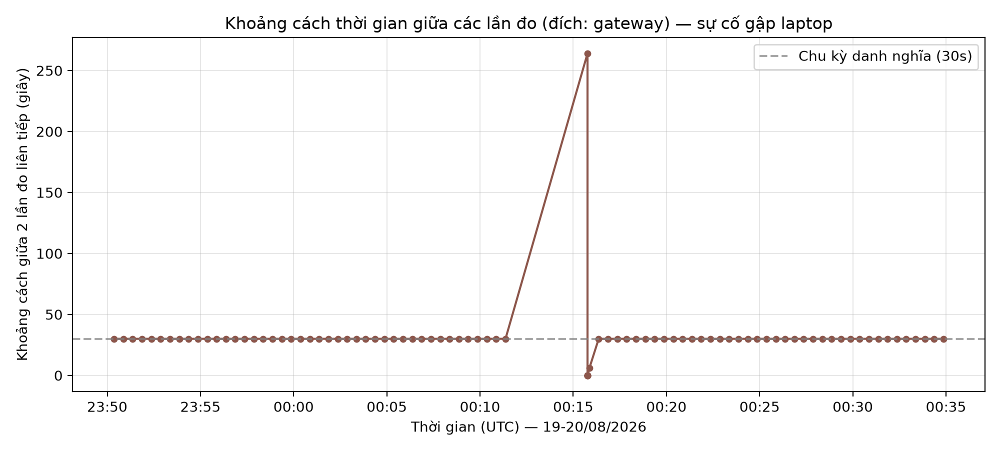 Khoảng cách thời gian giữa các lần đo (đích: gateway) — sự cố gập laptop
Chu kỳ danh nghĩa (30s)
Khoảng cách giữa 2 lần đo liên tiếp (giây)
250
200
150
100
50
0
23:50 23:55 00:00 00:05 00:10 00:15 00:20 00:25 00:30 00:35
Thời gian (UTC) — 19-20/08/2026